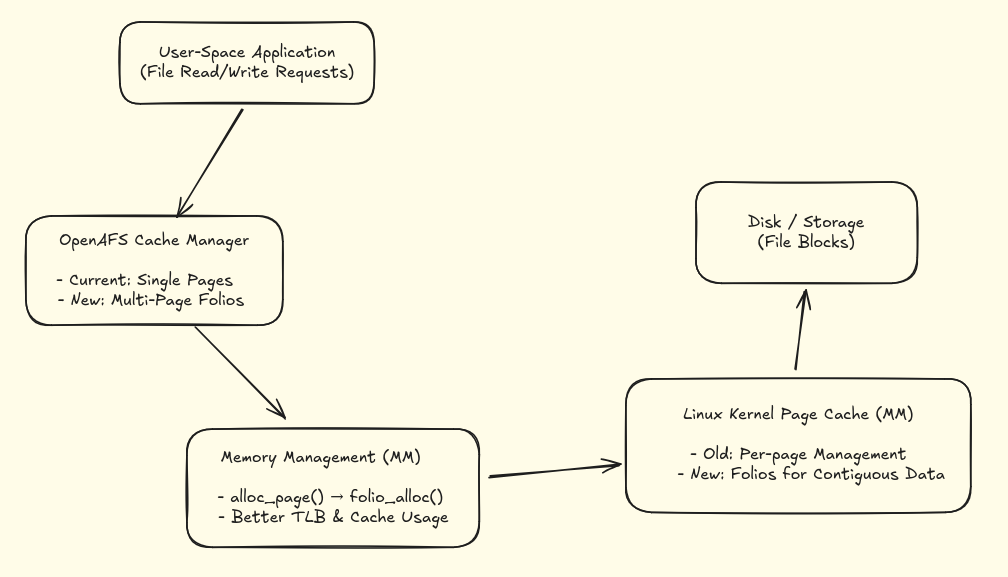 User-Space Application
(File Read/Write Requests)
OpenAFS Cache Manager
- Current: Single Pages
- New: Multi-Page Folios
Memory Management (MM)
- alloc_page() → folio_alloc()
- Better TLB & Cache Usage
Linux Kernel Page Cache (MM)
- Old: Per-page Management
- New: Folios for Contiguous Data
Disk / Storage
(File Blocks)